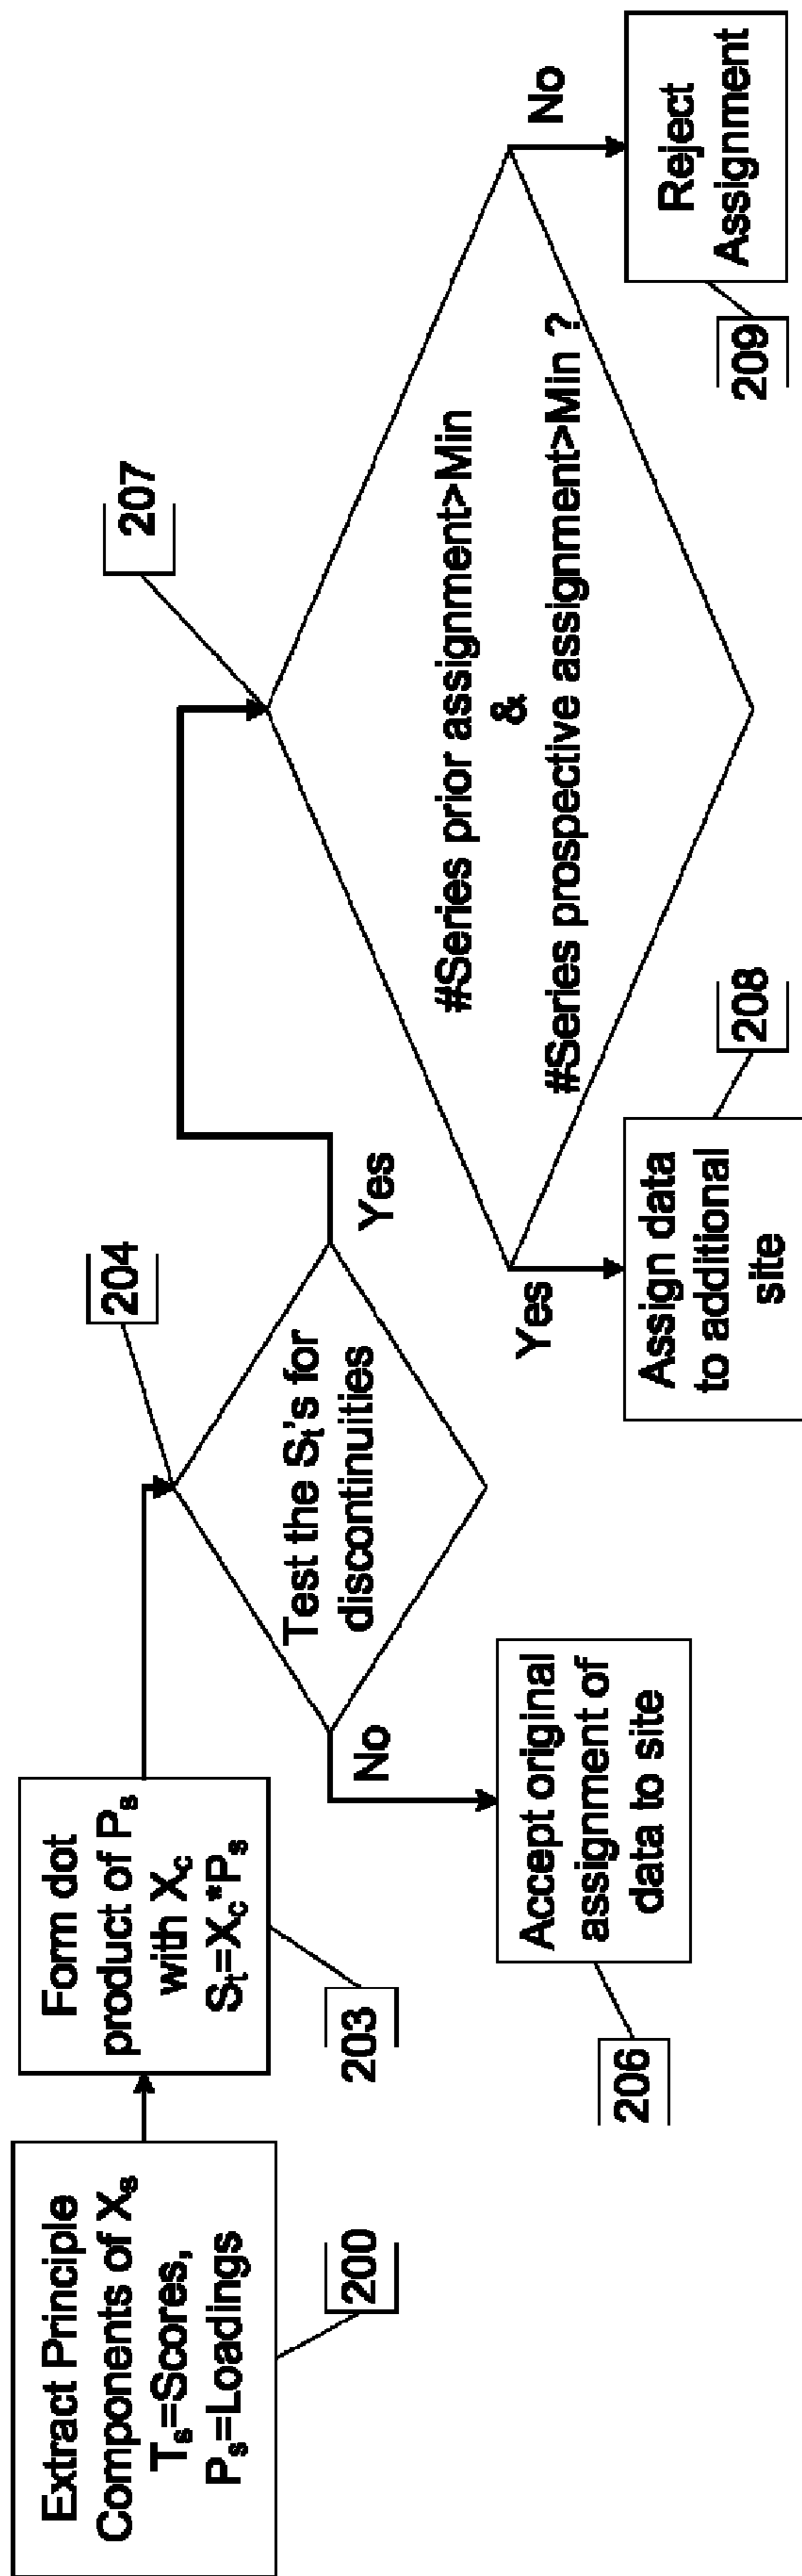 Extract Principle
Components of Xs
Ts=Scores,
Ps=Loadings
200
Form dot
product of Ps
with Xc
St=Xc*Ps
203
Test the St's for
discontinuities
204
No
Yes
Accept original
assignment of
data to site
206
#Series prior assignment>Min
&
#Series prospective assignment>Min ?
207
Yes
No
Assign data
to additional
site
208
Reject
Assignment
209